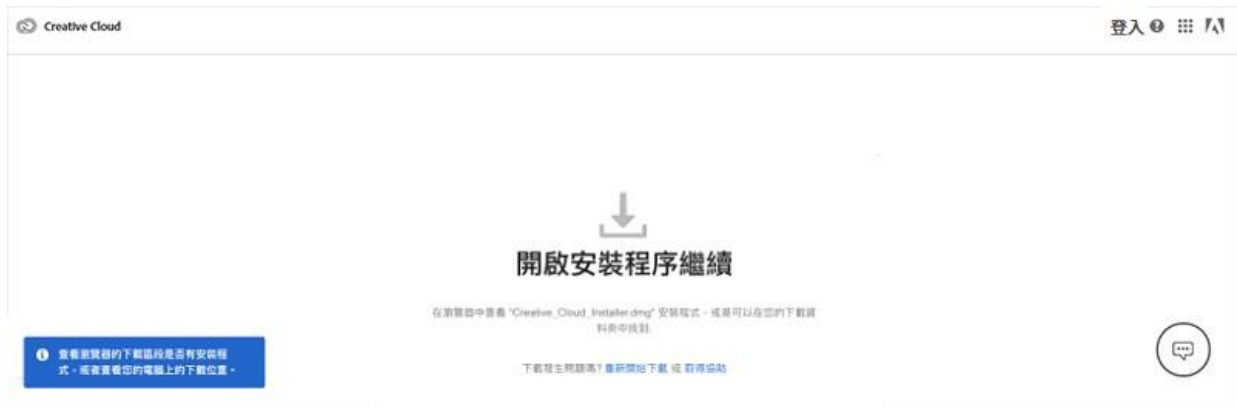 Creative Cloud
登入
開啟安裝程序繼續
在瀏覽器中查看 "Creative_Cloud_Installer.dmg" 安裝程式，或是可以在您的下載資
料夾中找到.
查看瀏覽器的下載區段是否有安裝程
式，或者查看您的電腦上的下載位置。
下載發生問題嗎? 重新開始下載 或 取得協助